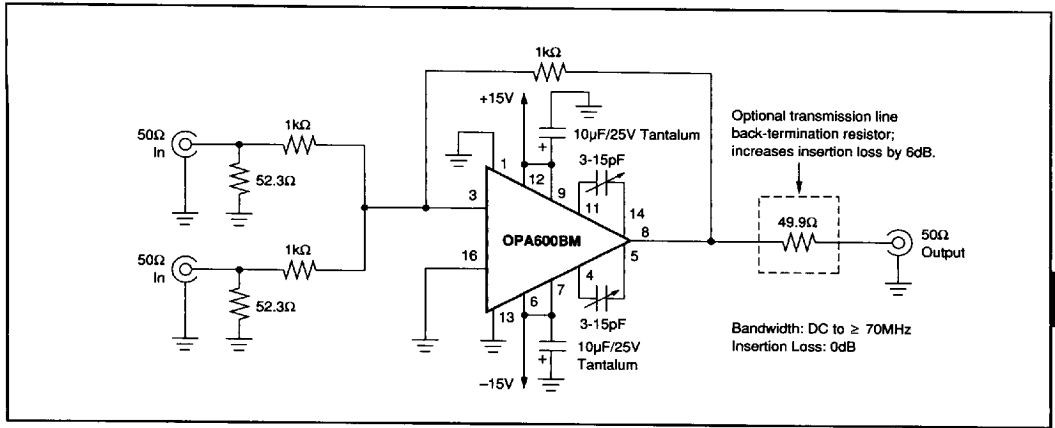 1kΩ
+15V
10µF/25V Tantalum
+
Optional transmission line
back-termination resistor;
increases insertion loss by 6dB.
50Ω
In
1kΩ
52.3Ω
1
12
9
3-15pF
11
14
3
8
OPA600BM
49.9Ω
50Ω
Output
50Ω
In
1kΩ
52.3Ω
16
5
4
7
6
13
3-15pF
10µF/25V
Tantalum
+
–15V
Bandwidth: DC to ≥ 70MHz
Insertion Loss: 0dB